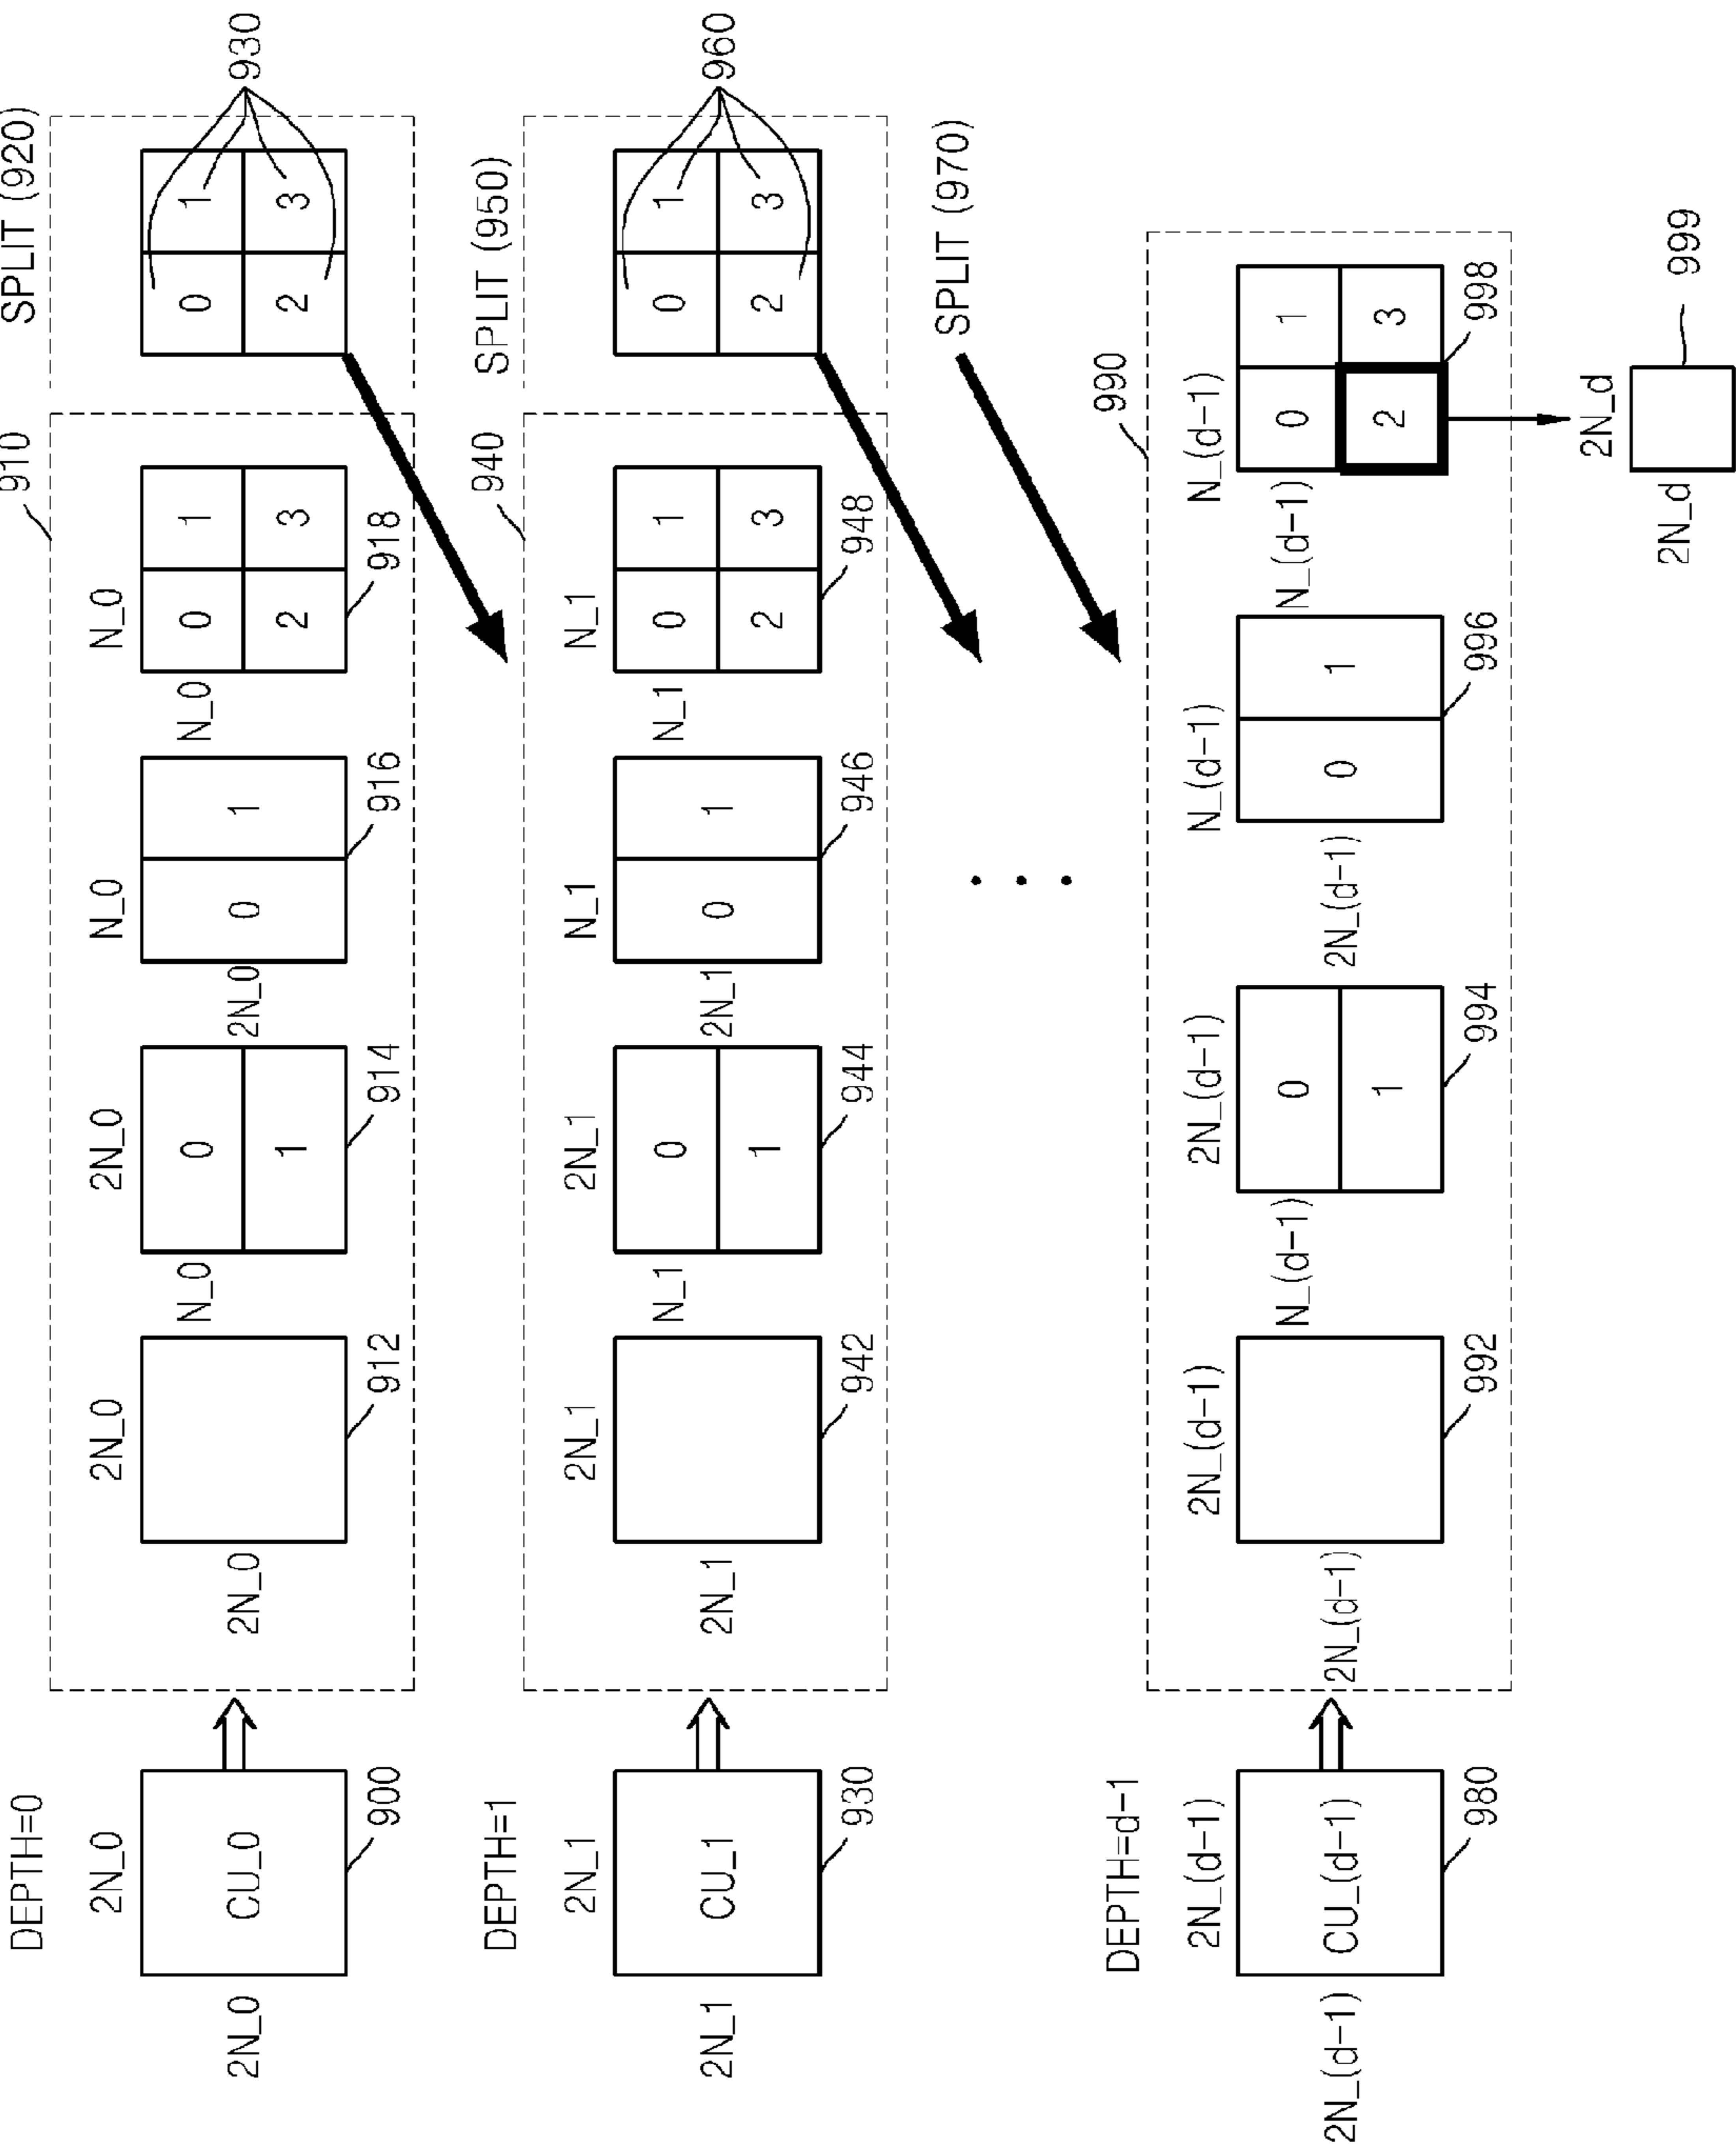 DEPTH=0
2N_0
2N_0
CU_0
900
910
2N_0
2N_0
912
2N_0
N_0
0
1
914
N_0
2N_0
0
1
916
N_0
N_0
0
1
2
3
918
SPLIT (920)
0
1
2
3
930
DEPTH=1
2N_1
2N_1
CU_1
930
940
2N_1
2N_1
942
2N_1
N_1
0
1
944
N_1
2N_1
0
1
946
N_1
N_1
0
1
2
3
948
SPLIT (950)
0
1
2
3
960
SPLIT (970)
DEPTH=d-1
2N_(d-1)
2N_(d-1)
CU_(d-1)
980
990
2N_(d-1)
2N_(d-1)
992
2N_(d-1)
N_(d-1)
0
1
994
N_(d-1)
2N_(d-1)
0
1
996
N_(d-1)
N_(d-1)
0
1
2
3
998
2N_d
2N_d
999